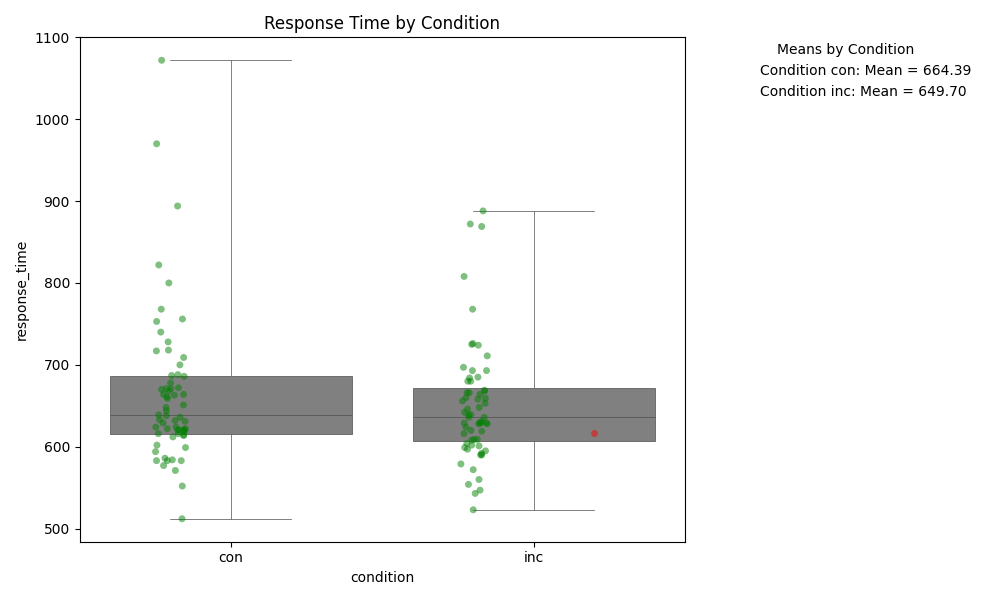 Response Time by Condition
Means by Condition
Condition con: Mean = 664.39
Condition inc: Mean = 649.70
response_time
1100
1000
900
800
700
600
500
con
inc
condition